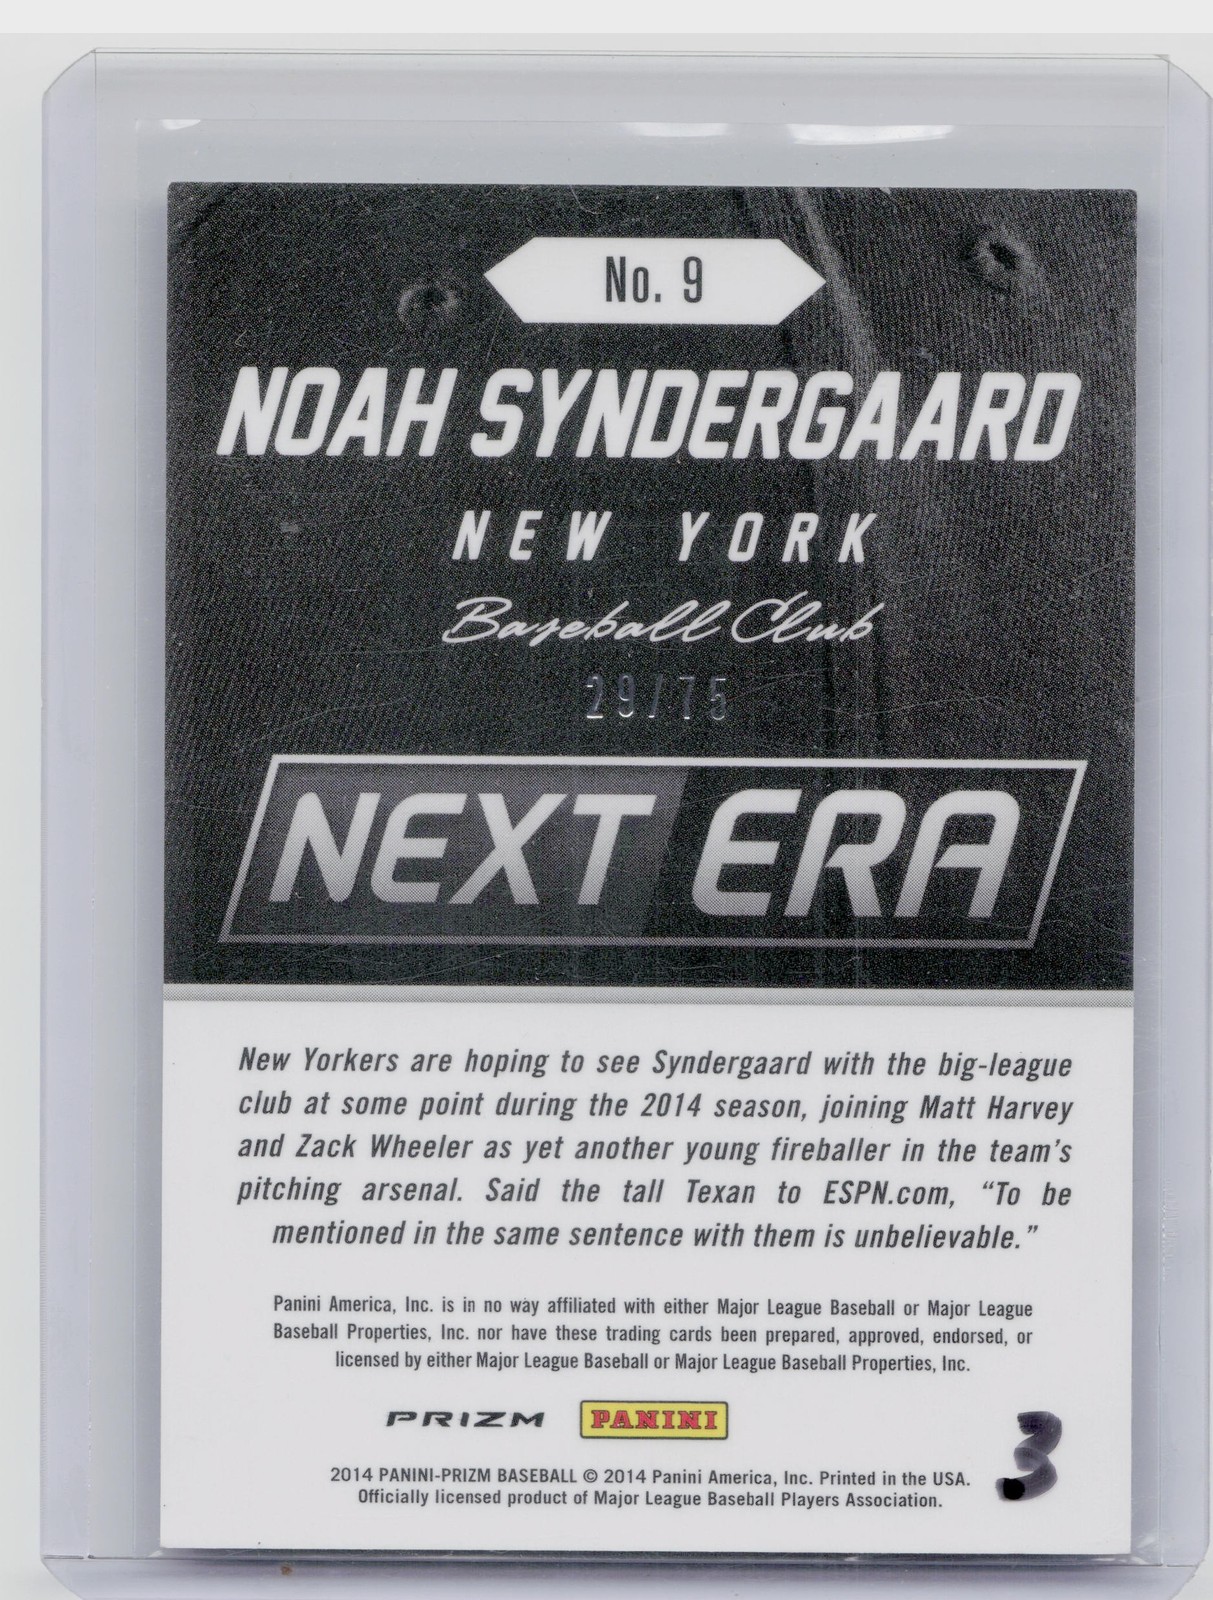 No. 9
NOAH SYNDERGAARD
NEW YORK
Baseball Club
29/75
NEXT ERA
New Yorkers are hoping to see Syndergaard with the big-league
club at some point during the 2014 season, joining Matt Harvey
and Zack Wheeler as yet another young fireballer in the team's
pitching arsenal. Said the tall Texan to ESPN.com, “To be
mentioned in the same sentence with them is unbelievable.”
Panini America, Inc. is in no way affiliated with either Major League Baseball or Major League
Baseball Properties, Inc. nor have these trading cards been prepared, approved, endorsed, or
licensed by either Major League Baseball or Major League Baseball Properties, Inc.
PRIZM PANINI
3
2014 PANINI-PRIZM BASEBALL © 2014 Panini America, Inc. Printed in the USA.
Officially licensed product of Major League Baseball Players Association.